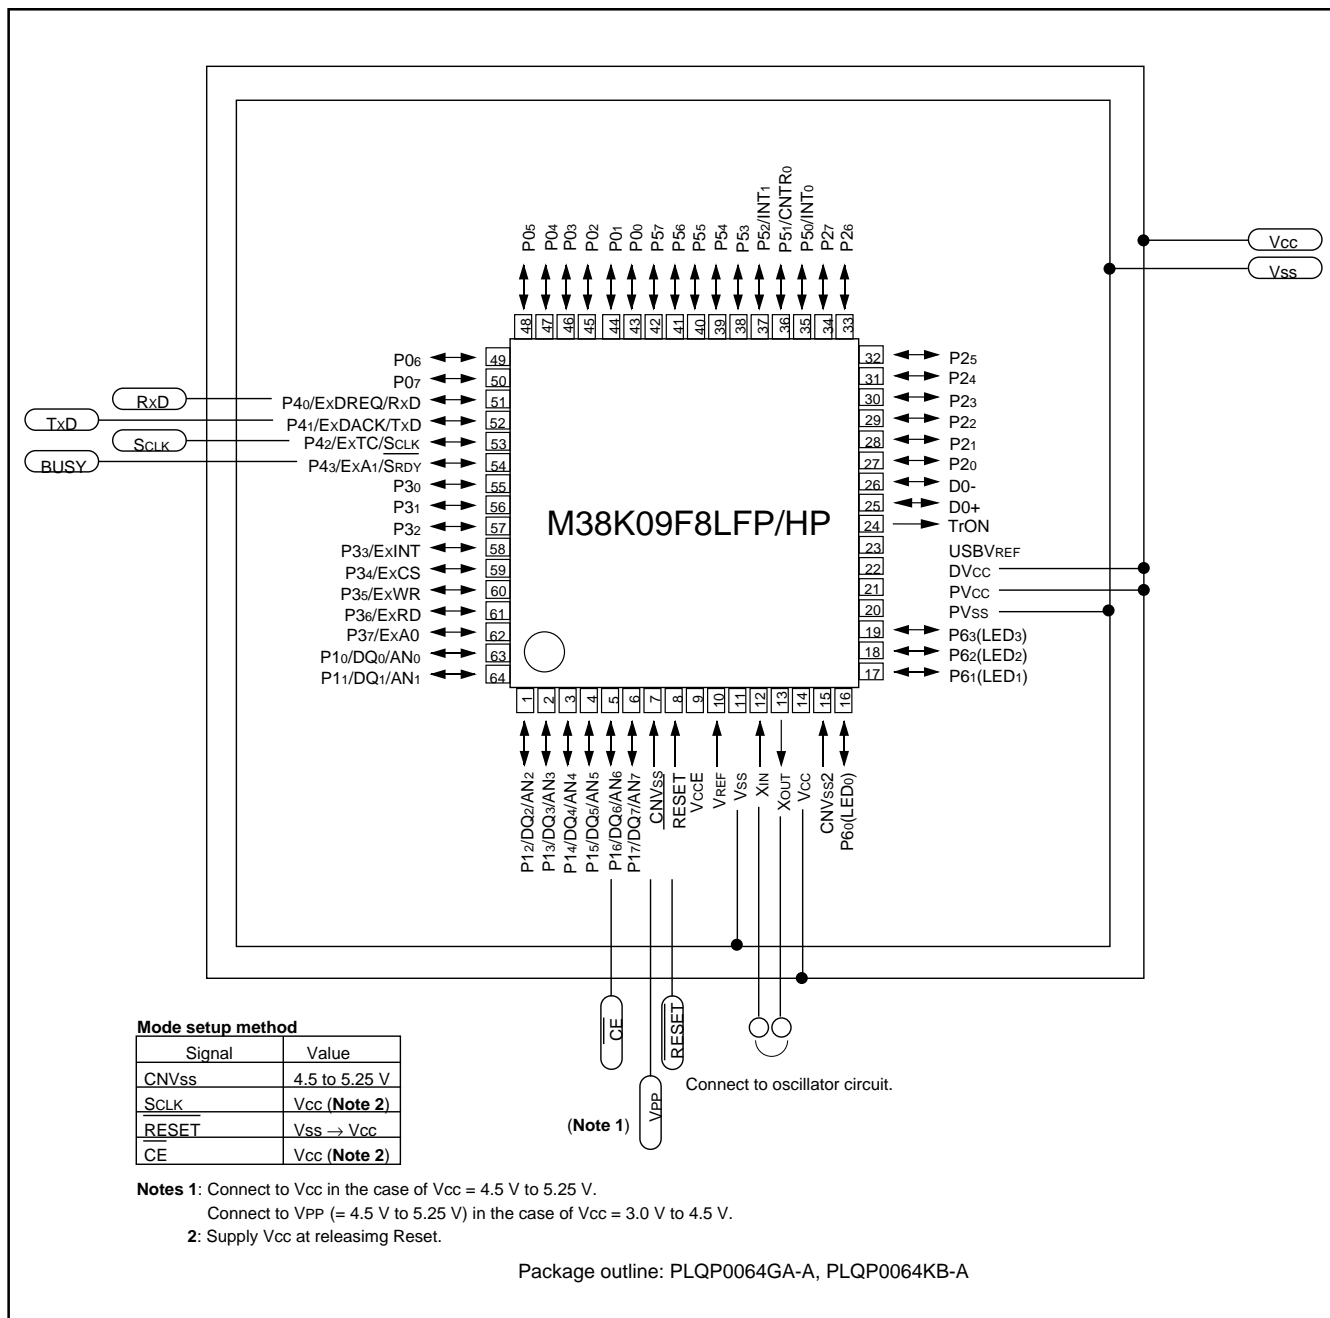 P05
P04
P03
P02
P01
P00
P57
P56
P55
P54
P53
P52/INT1
P51/CNTR0
P50/INT0
P27
P26
Vcc
Vss
48
47
46
45
44
43
42
41
40
39
38
37
36
35
34
33
P06 49
P07 50
RxD P40/ExDREQ/RxD 51
TxD P41/ExDACK/TxD 52
SCLK P42/ExTC/SCLK 53
BUSY P43/ExA1/SRDY 54
P30 55
P31 56
P32 57
P33/ExINT 58
P34/ExCS 59
P35/ExWR 60
P36/ExRD 61
P37/ExA0 62
P10/DQ0/AN0 63
P11/DQ1/AN1 64
M38K09F8LFP/HP
32 P25
31 P24
30 P23
29 P22
28 P21
27 P20
26 D0-
25 D0+
24 TrON
23 USBVREF
22 DVcc
21 PVcc
20 PVss
19 P63(LED3)
18 P62(LED2)
17 P61(LED1)
1
2
3
4
5
6
7
8
9
10
11
12
13
14
15
16
P12/DQ2/AN2
P13/DQ3/AN3
P14/DQ4/AN4
P15/DQ5/AN5
P16/DQ6/AN6
P17/DQ7/AN7
CNVss
RESET
VccE
VREF
Vss
XIN
XOUT
Vcc
CNVss2
P60(LED0)
CE
RESET
VPP
(Note 1)
Connect to oscillator circuit.
Mode setup method
Signal Value
CNVss 4.5 to 5.25 V
SCLK Vcc (Note 2)
RESET Vss → Vcc
CE Vcc (Note 2)
Notes 1: Connect to Vcc in the case of Vcc = 4.5 V to 5.25 V.
Connect to VPP (= 4.5 V to 5.25 V) in the case of Vcc = 3.0 V to 4.5 V.
2: Supply Vcc at releasimg Reset.
Package outline: PLQP0064GA-A, PLQP0064KB-A